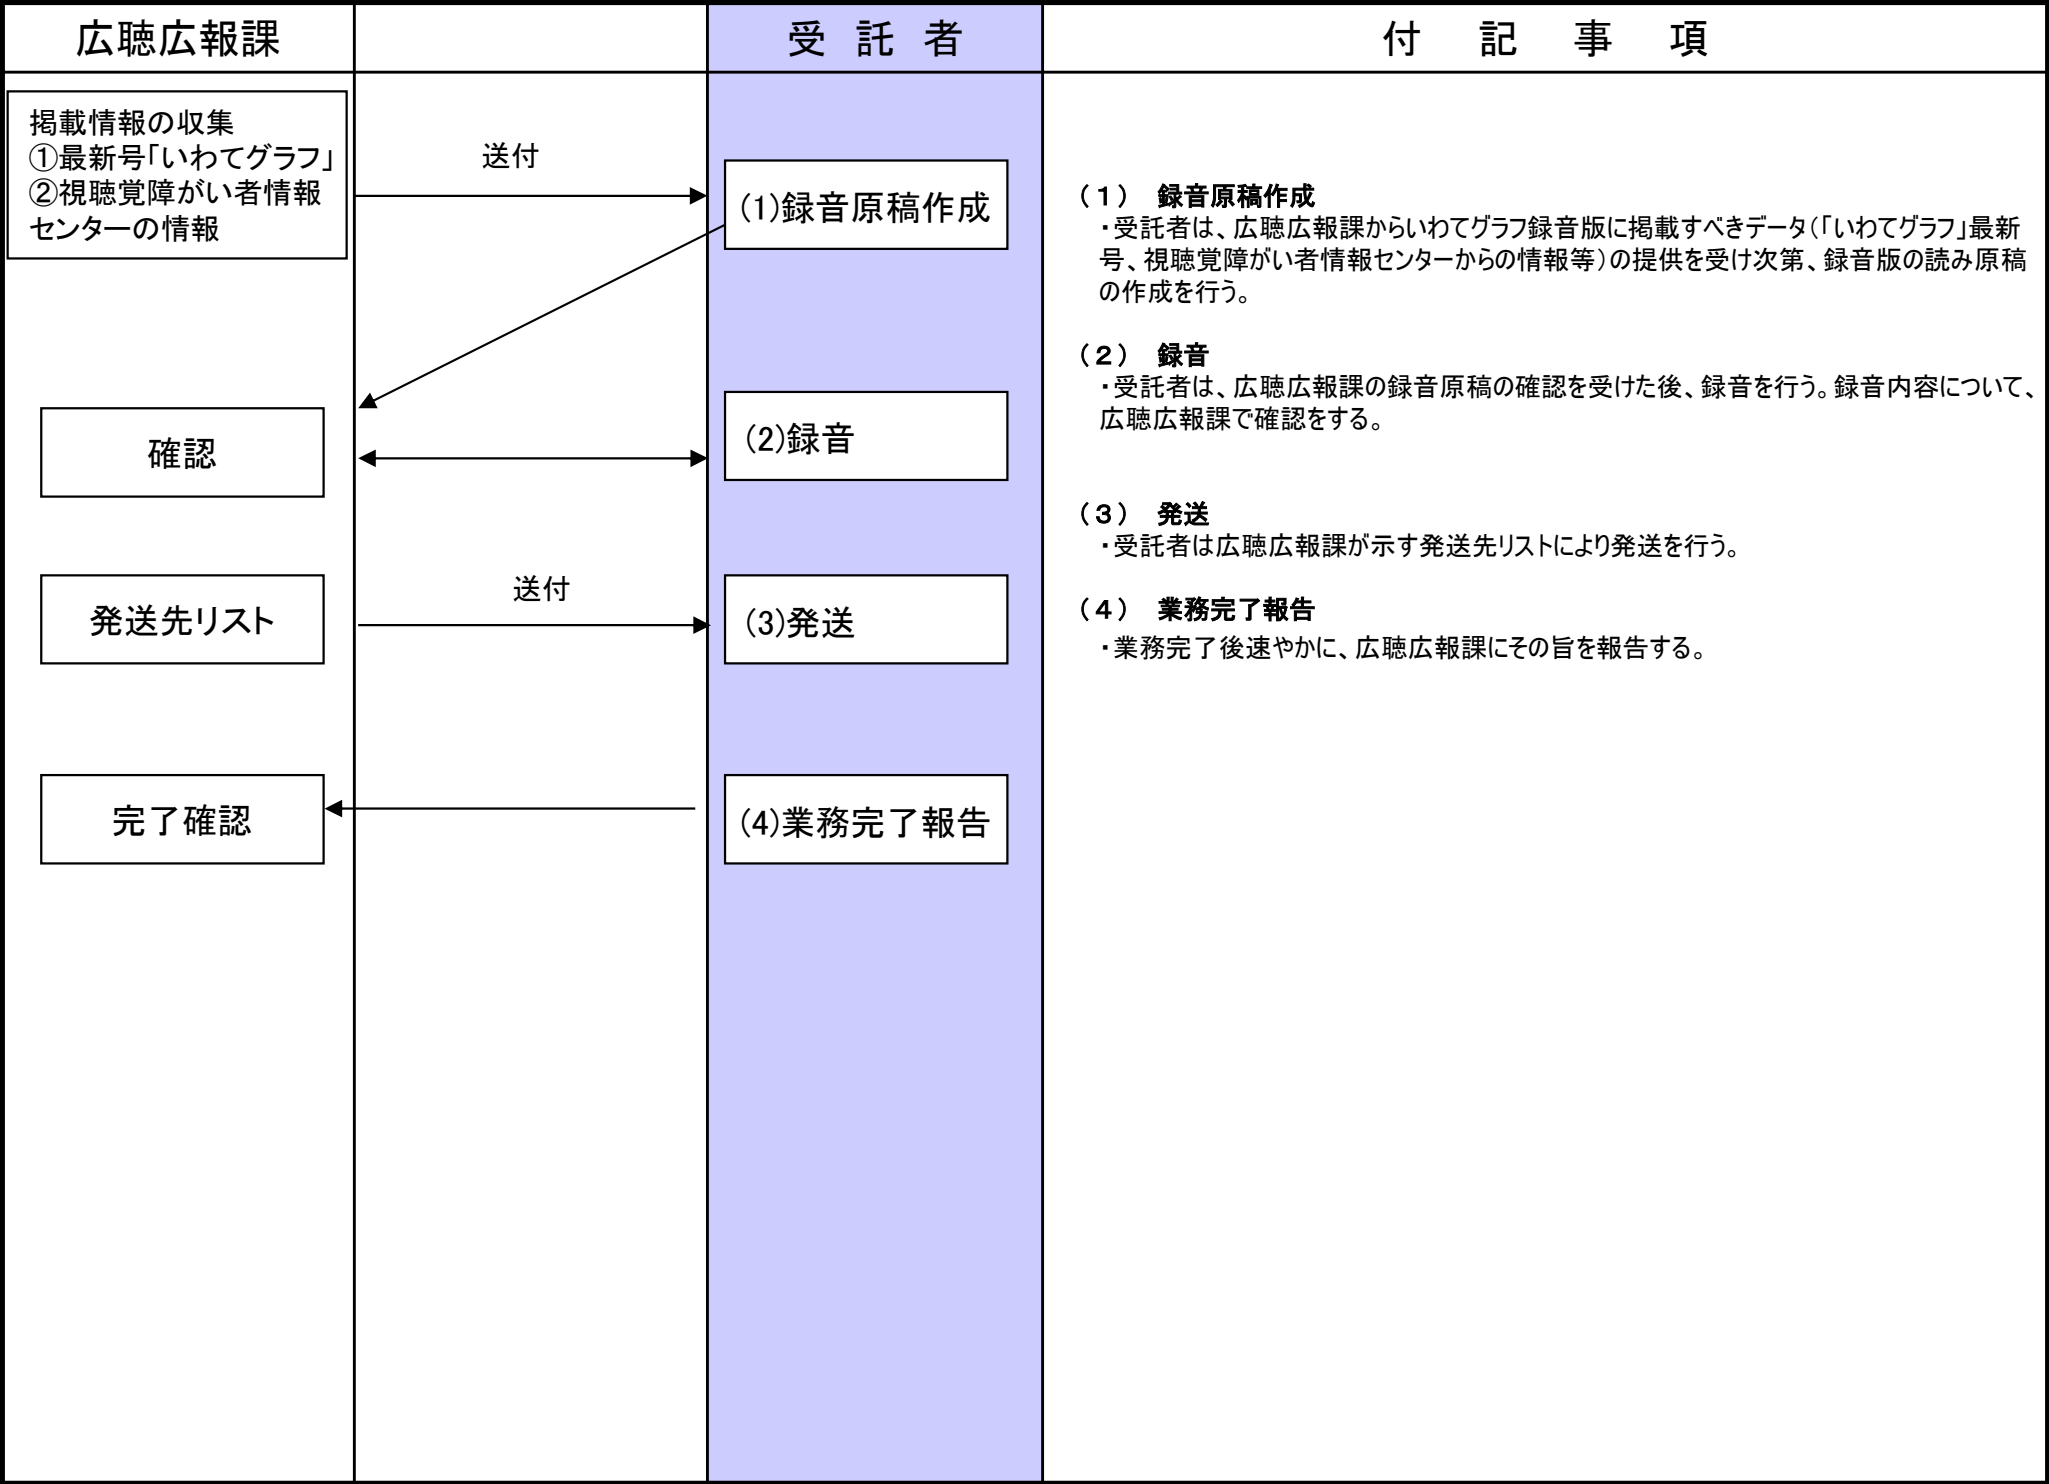 広聴広報課
受 託 者
付 記 事 項
掲載情報の収集
①最新号「いわてグラフ」
②視聴覚障がい者情報
センターの情報
送付
(1)録音原稿作成
確認
(2)録音
発送先リスト
送付
(3)発送
完了確認
(4)業務完了報告
（１） 録音原稿作成
・受託者は、広聴広報課からいわてグラフ録音版に掲載すべきデータ（「いわてグラフ」最新
号、視聴覚障がい者情報センターからの情報等）の提供を受け次第、録音版の読み原稿
の作成を行う。
（２） 録音
・受託者は、広聴広報課の録音原稿の確認を受けた後、録音を行う。録音内容について、
広聴広報課で確認をする。
（３） 発送
・受託者は広聴広報課が示す発送先リストにより発送を行う。
（４） 業務完了報告
・業務完了後速やかに、広聴広報課にその旨を報告する。